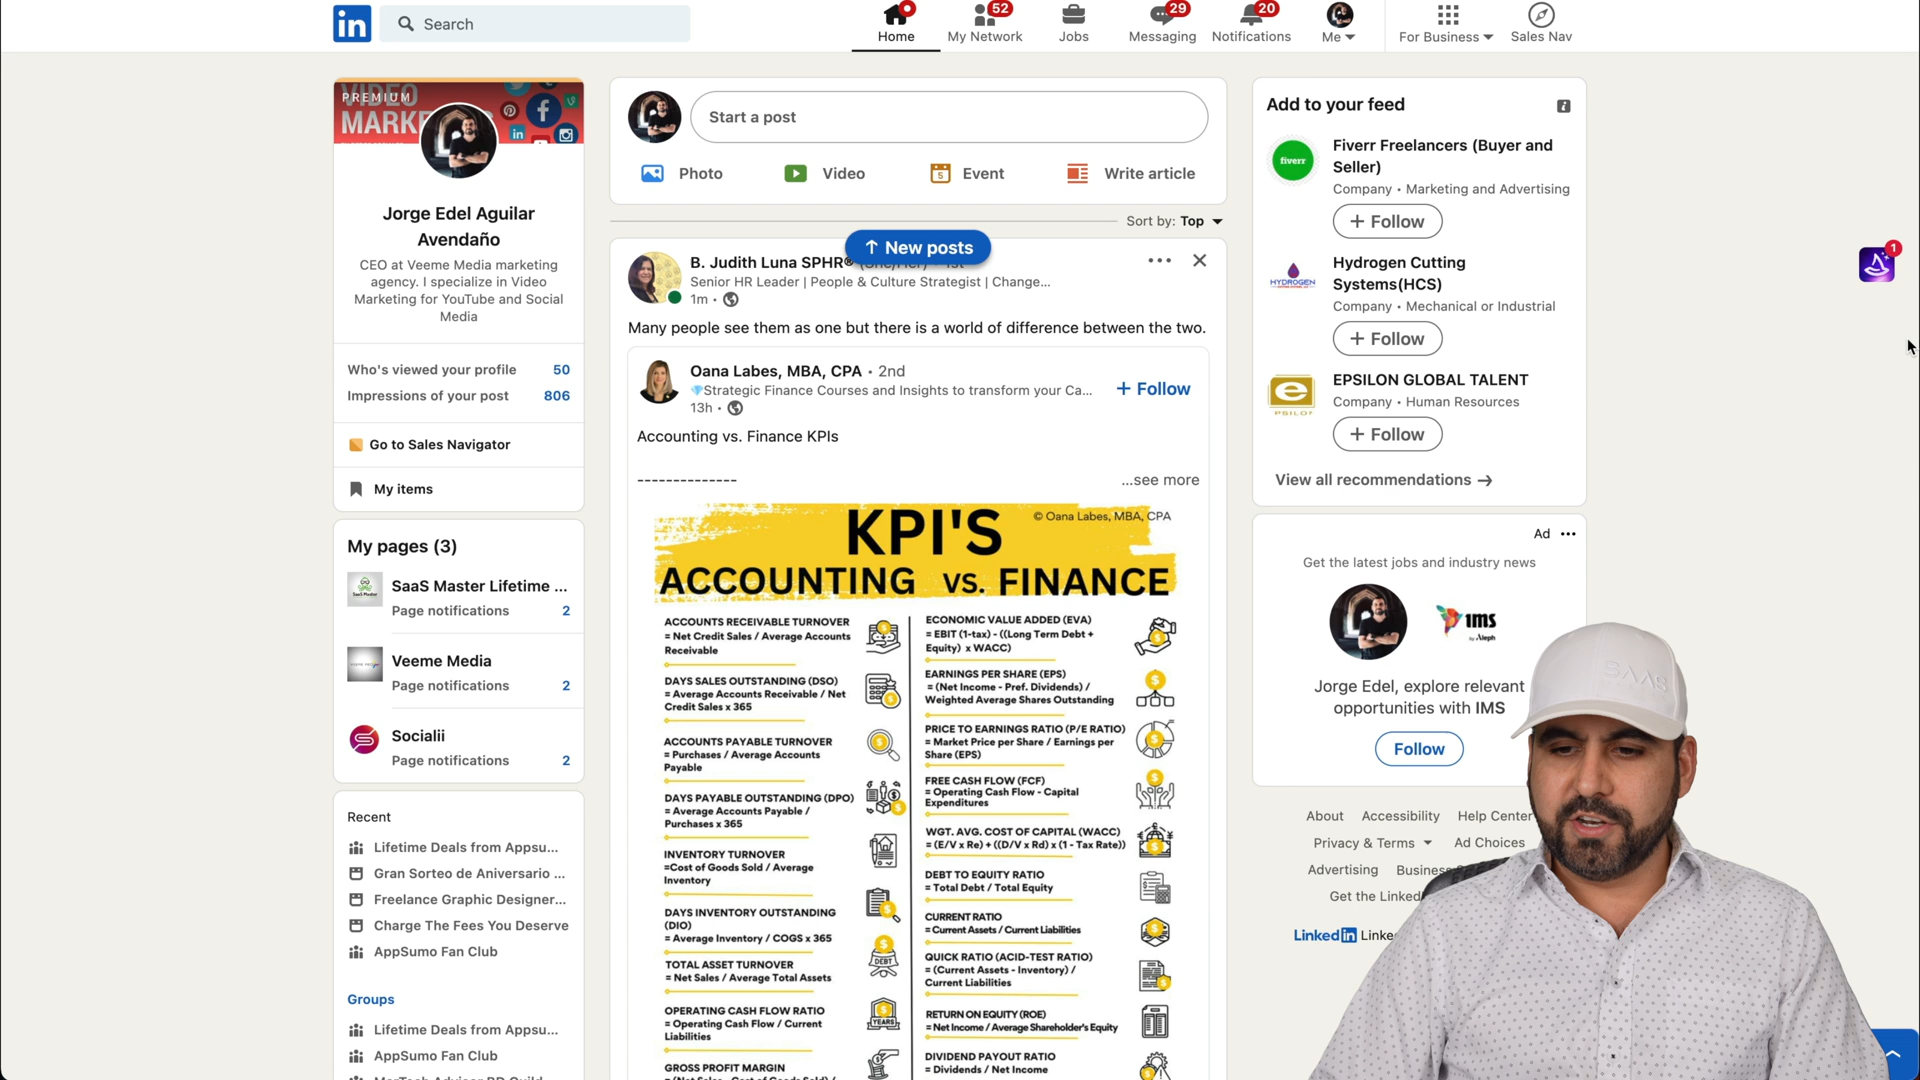 in
Search
Home
52
My Network
Jobs
29
Messaging
20
Notifications
Me
For Business
Sales Nav
PREMIUM
VIDEO
MARKE
in
Jorge Edel Aguilar
Avendaño
CEO at Veeme Media marketing
agency. I specialize in Video
Marketing for YouTube and Social
Media
Who's viewed your profile 50
Impressions of your post 806
Go to Sales Navigator
My items
My pages (3)
SaaS Master Lifetime ...
Page notifications 2
Veeme Media
Page notifications 2
Socialii
Page notifications 2
Recent
Lifetime Deals from Appsu...
Gran Sorteo de Aniversario ...
Freelance Graphic Designer...
Charge The Fees You Deserve
AppSumo Fan Club
Groups
Lifetime Deals from Appsu...
AppSumo Fan Club
Start a post
Photo
Video
5
Event
Write article
Sort by: Top
↑ New posts
B. Judith Luna SPHR®
Senior HR Leader | People & Culture Strategist | Change...
1m •
Many people see them as one but there is a world of difference between the two.
Oana Labes, MBA, CPA • 2nd
💎Strategic Finance Courses and Insights to transform your Ca...
13h •
+ Follow
Accounting vs. Finance KPIs
--------------
...see more
© Oana Labes, MBA, CPA
KPI'S
ACCOUNTING VS. FINANCE
ACCOUNTS RECEIVABLE TURNOVER
= Net Credit Sales / Average Accounts
Receivable
DAYS SALES OUTSTANDING (DSO)
= Average Accounts Receivable / Net
Credit Sales x 365
ACCOUNTS PAYABLE TURNOVER
= Purchases / Average Accounts
Payable
DAYS PAYABLE OUTSTANDING (DPO)
= Average Accounts Payable /
Purchases x 365
INVENTORY TURNOVER
=Cost of Goods Sold / Average
Inventory
DAYS INVENTORY OUTSTANDING
(DIO)
= Average Inventory / COGS x 365
DEBT
TOTAL ASSET TURNOVER
= Net Sales / Average Total Assets
OPERATING CASH FLOW RATIO
= Operating Cash Flow / Current
Liabilities
YEARS
GROSS PROFIT MARGIN
ECONOMIC VALUE ADDED (EVA)
= EBIT (1-tax) - ((Long Term Debt +
Equity) x WACC)
EARNINGS PER SHARE (EPS)
= (Net Income - Pref. Dividends) /
Weighted Average Shares Outstanding
PRICE TO EARNINGS RATIO (P/E RATIO)
= Market Price per Share / Earnings per
Share (EPS)
FREE CASH FLOW (FCF)
= Operating Cash Flow - Capital
Expenditures
WGT. AVG. COST OF CAPITAL (WACC)
= (E/V x Re) + ((D/V x Rd) x (1 - Tax Rate))
DEBT TO EQUITY RATIO
= Total Debt / Total Equity
CURRENT RATIO
= Current Assets / Current Liabilities
QUICK RATIO (ACID-TEST RATIO)
= (Current Assets - Inventory) /
Current Liabilities
RETURN ON EQUITY (ROE)
= Net Income / Average Shareholder's Equity
DIVIDEND PAYOUT RATIO
= Dividends / Net Income
Add to your feed
fiverr
Fiverr Freelancers (Buyer and
Seller)
Company • Marketing and Advertising
+ Follow
HYDROGEN
Hydrogen Cutting
Systems(HCS)
Company • Mechanical or Industrial
+ Follow
EPSILON GLOBAL TALENT
Company • Human Resources
+ Follow
View all recommendations →
Ad
Get the latest jobs and industry news
IMS
by Aleph
Jorge Edel, explore relevant
opportunities with IMS
Follow
About Accessibility Help Center
Privacy & Terms Ad Choices
Advertising Business
Get the Linked
Linked in Linke
1
SAAS